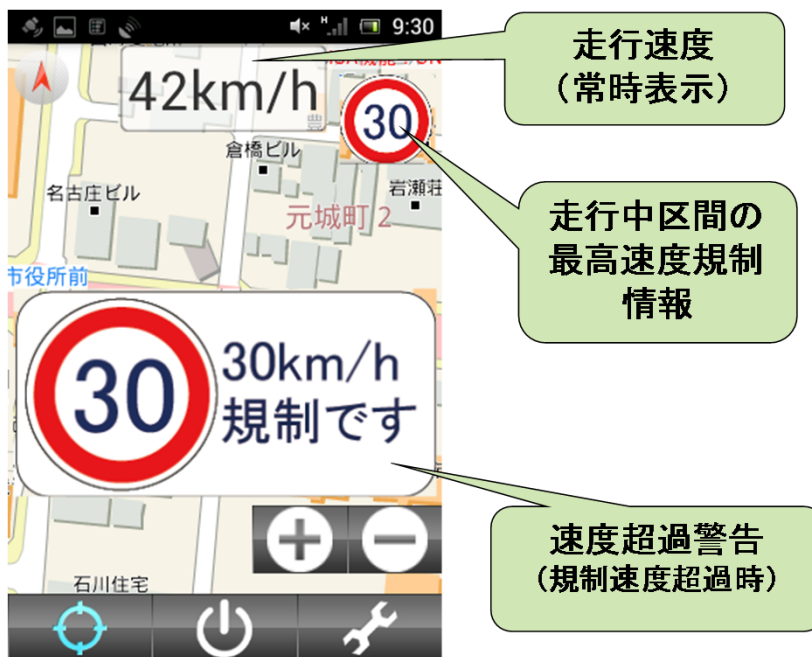 H
9:30
42km/h
30
倉橋ビル
名古庄ビル
岩瀬荘
元城町 2
市役所前
30
30km/h
規制です
石川住宅
走行速度
（常時表示）
走行中区間の
最高速度規制
情報
速度超過警告
（規制速度超過時）